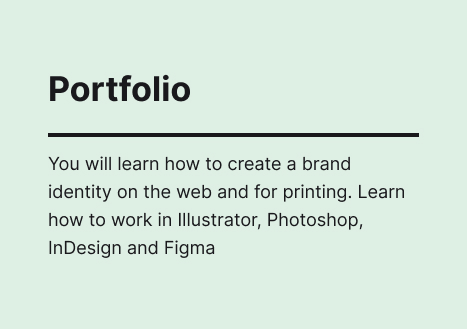 Portfolio
You will learn how to create a brand
identity on the web and for printing. Learn
how to work in Illustrator, Photoshop,
InDesign and Figma